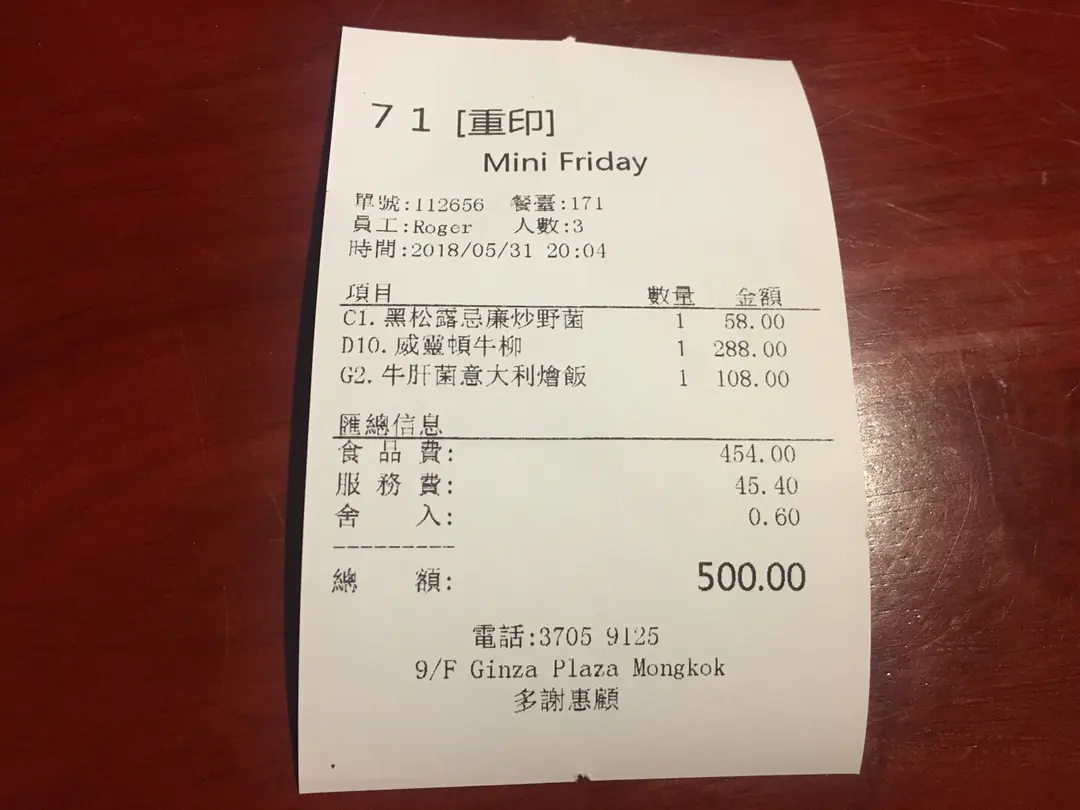 71 [重印]
Mini Friday
單號:112656 餐臺:171
員工:Roger 人數:3
時間:2018/05/31 20:04
項目 數量 金額
C1.黑松露忌廉炒野菌 1 58.00
D10.威靈頓牛柳 1 288.00
G2.牛肝菌意大利燴飯 1 108.00
匯總信息
食品費: 454.00
服務費: 45.40
舍入: 0.60
---------
總額: 500.00
電話:3705 9125
9/F Ginza Plaza Mongkok
多謝惠顧